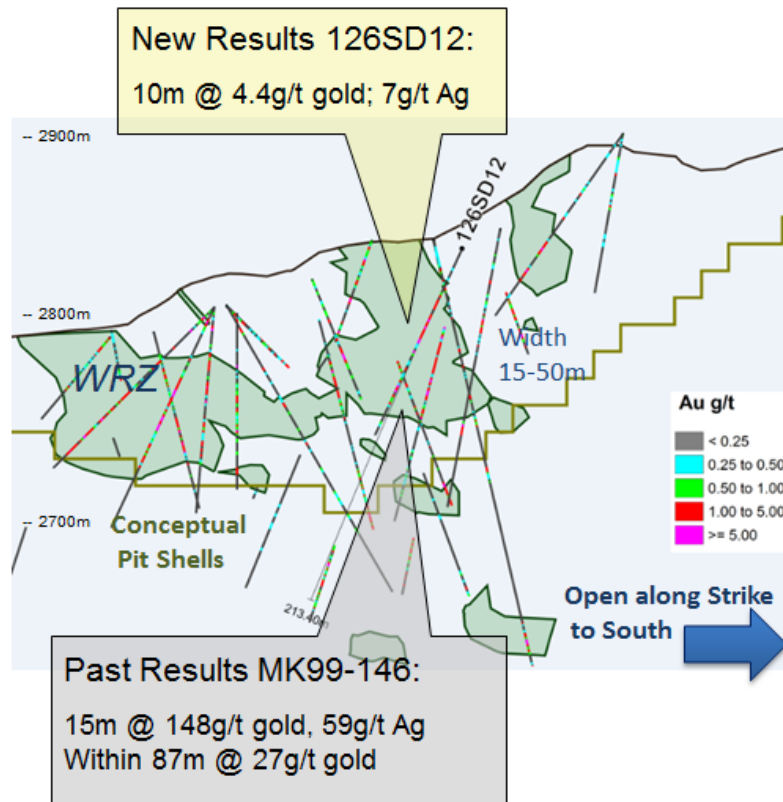 New Results 126SD12:
10m @ 4.4g/t gold; 7g/t Ag
-- 2900m
126SD12
-- 2800m
Width
15-50m
WRZ
Au g/t
< 0.25
0.25 to 0.50
0.50 to 1.00
1.00 to 5.00
>= 5.00
-- 2700m
Conceptual
Pit Shells
213.40m
Open along Strike
to South
Past Results MK99-146:
15m @ 148g/t gold, 59g/t Ag
Within 87m @ 27g/t gold